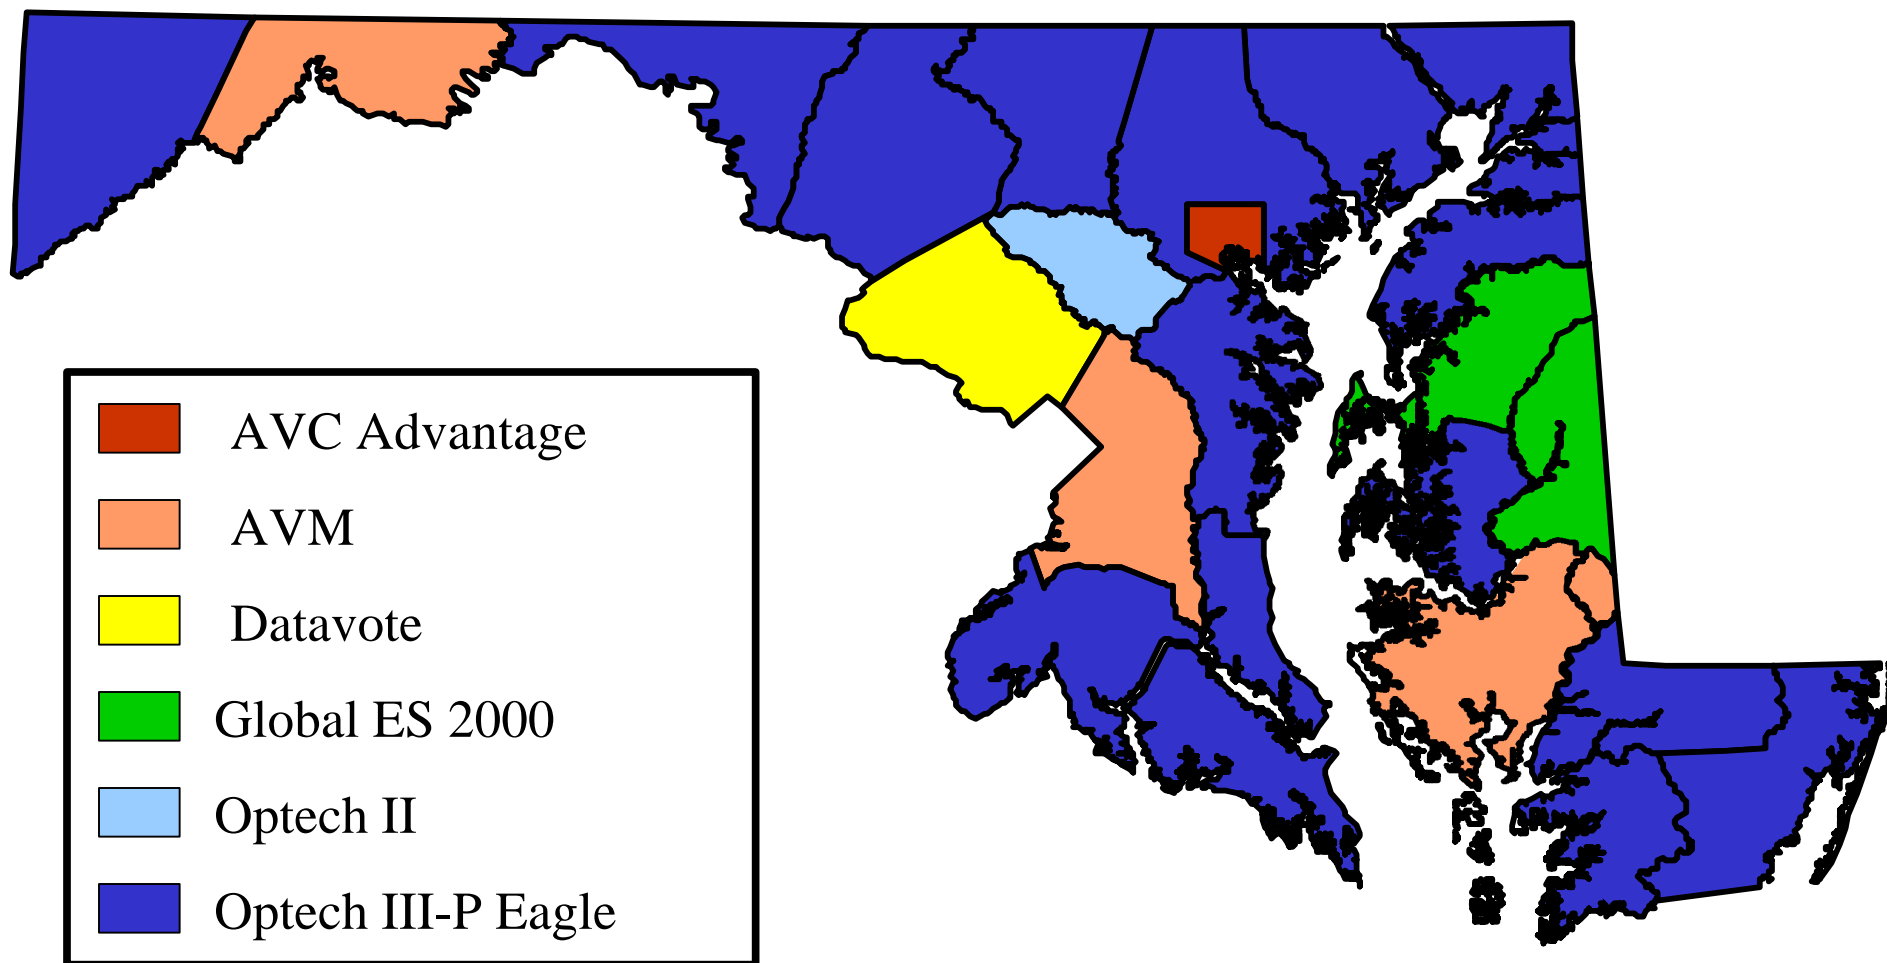 AVC Advantage
AVM
Datavote
Global ES 2000
Optech II
Optech III-P Eagle